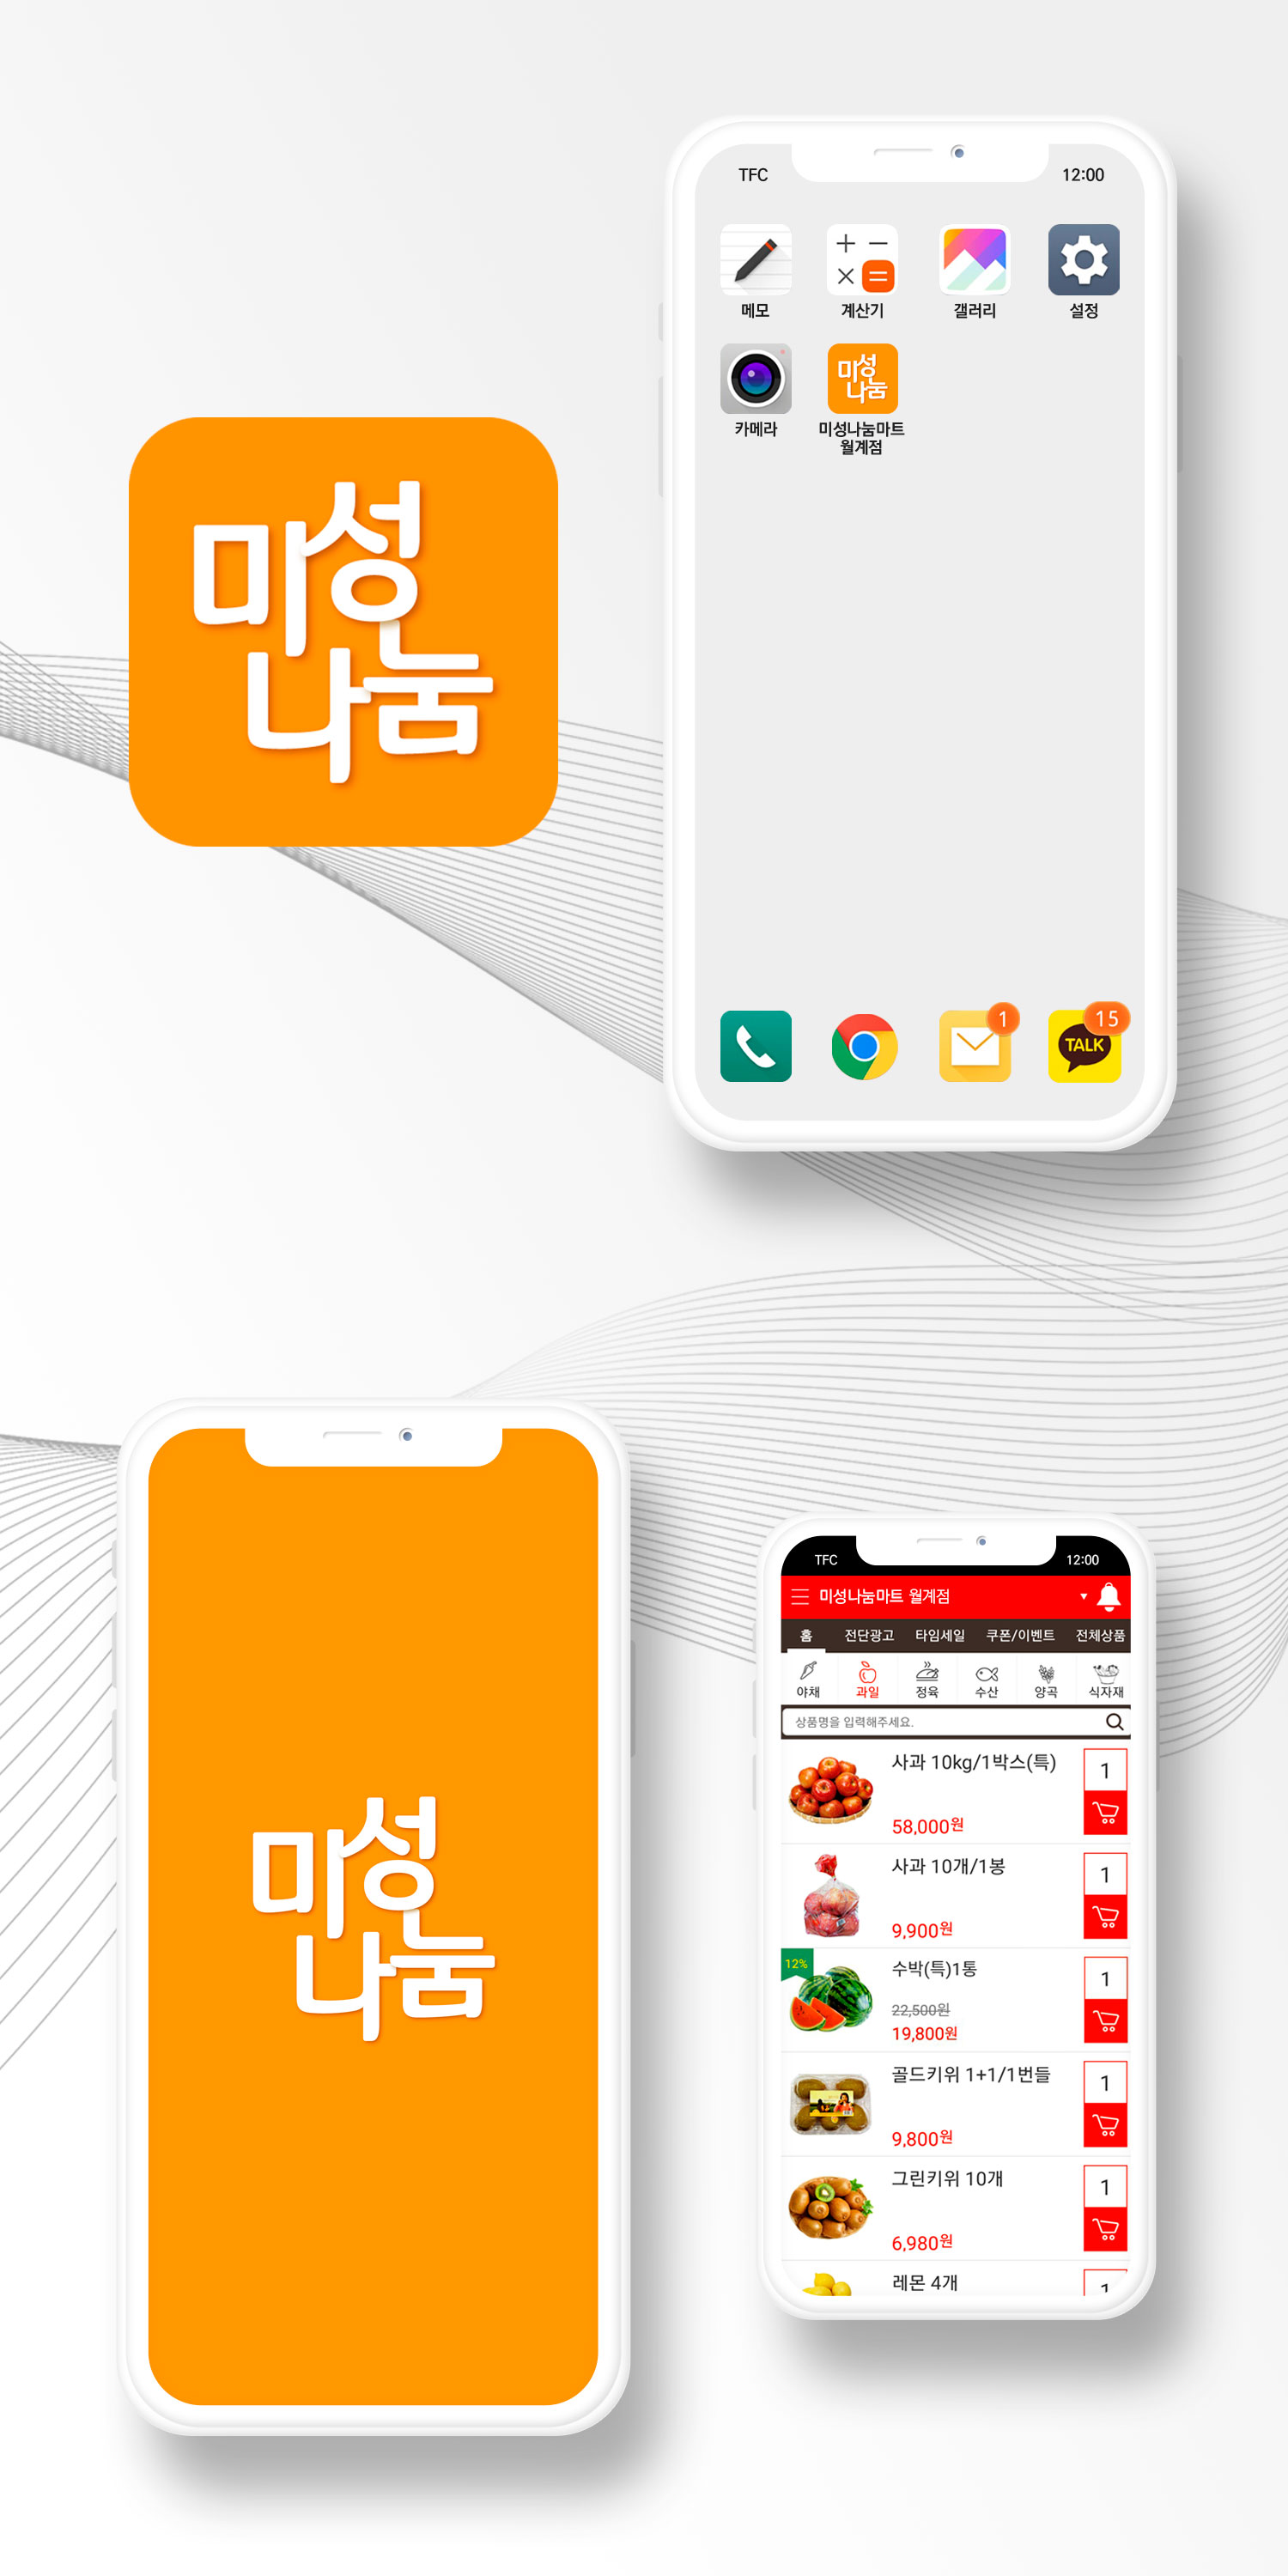 TFC
12:00
메모
계산기
갤러리
설정
미성
나눔
카메라
미성나눔마트
월계점
미성
나눔
1
TALK
15
미성
나눔
TFC
12:00
미성나눔마트 월계점
홈
전단광고
타임세일
쿠폰/이벤트
전체상품
야채
과일
정육
수산
양곡
식자재
상품명을 입력해주세요.
사과 10kg/1박스(특)
1
58,000원
사과 10개/1봉
1
9,900원
12%
수박(특)1통
1
22,500원
19,800원
골드키위 1+1/1번들
1
9,800원
그린키위 10개
1
6,980원
레몬 4개
1